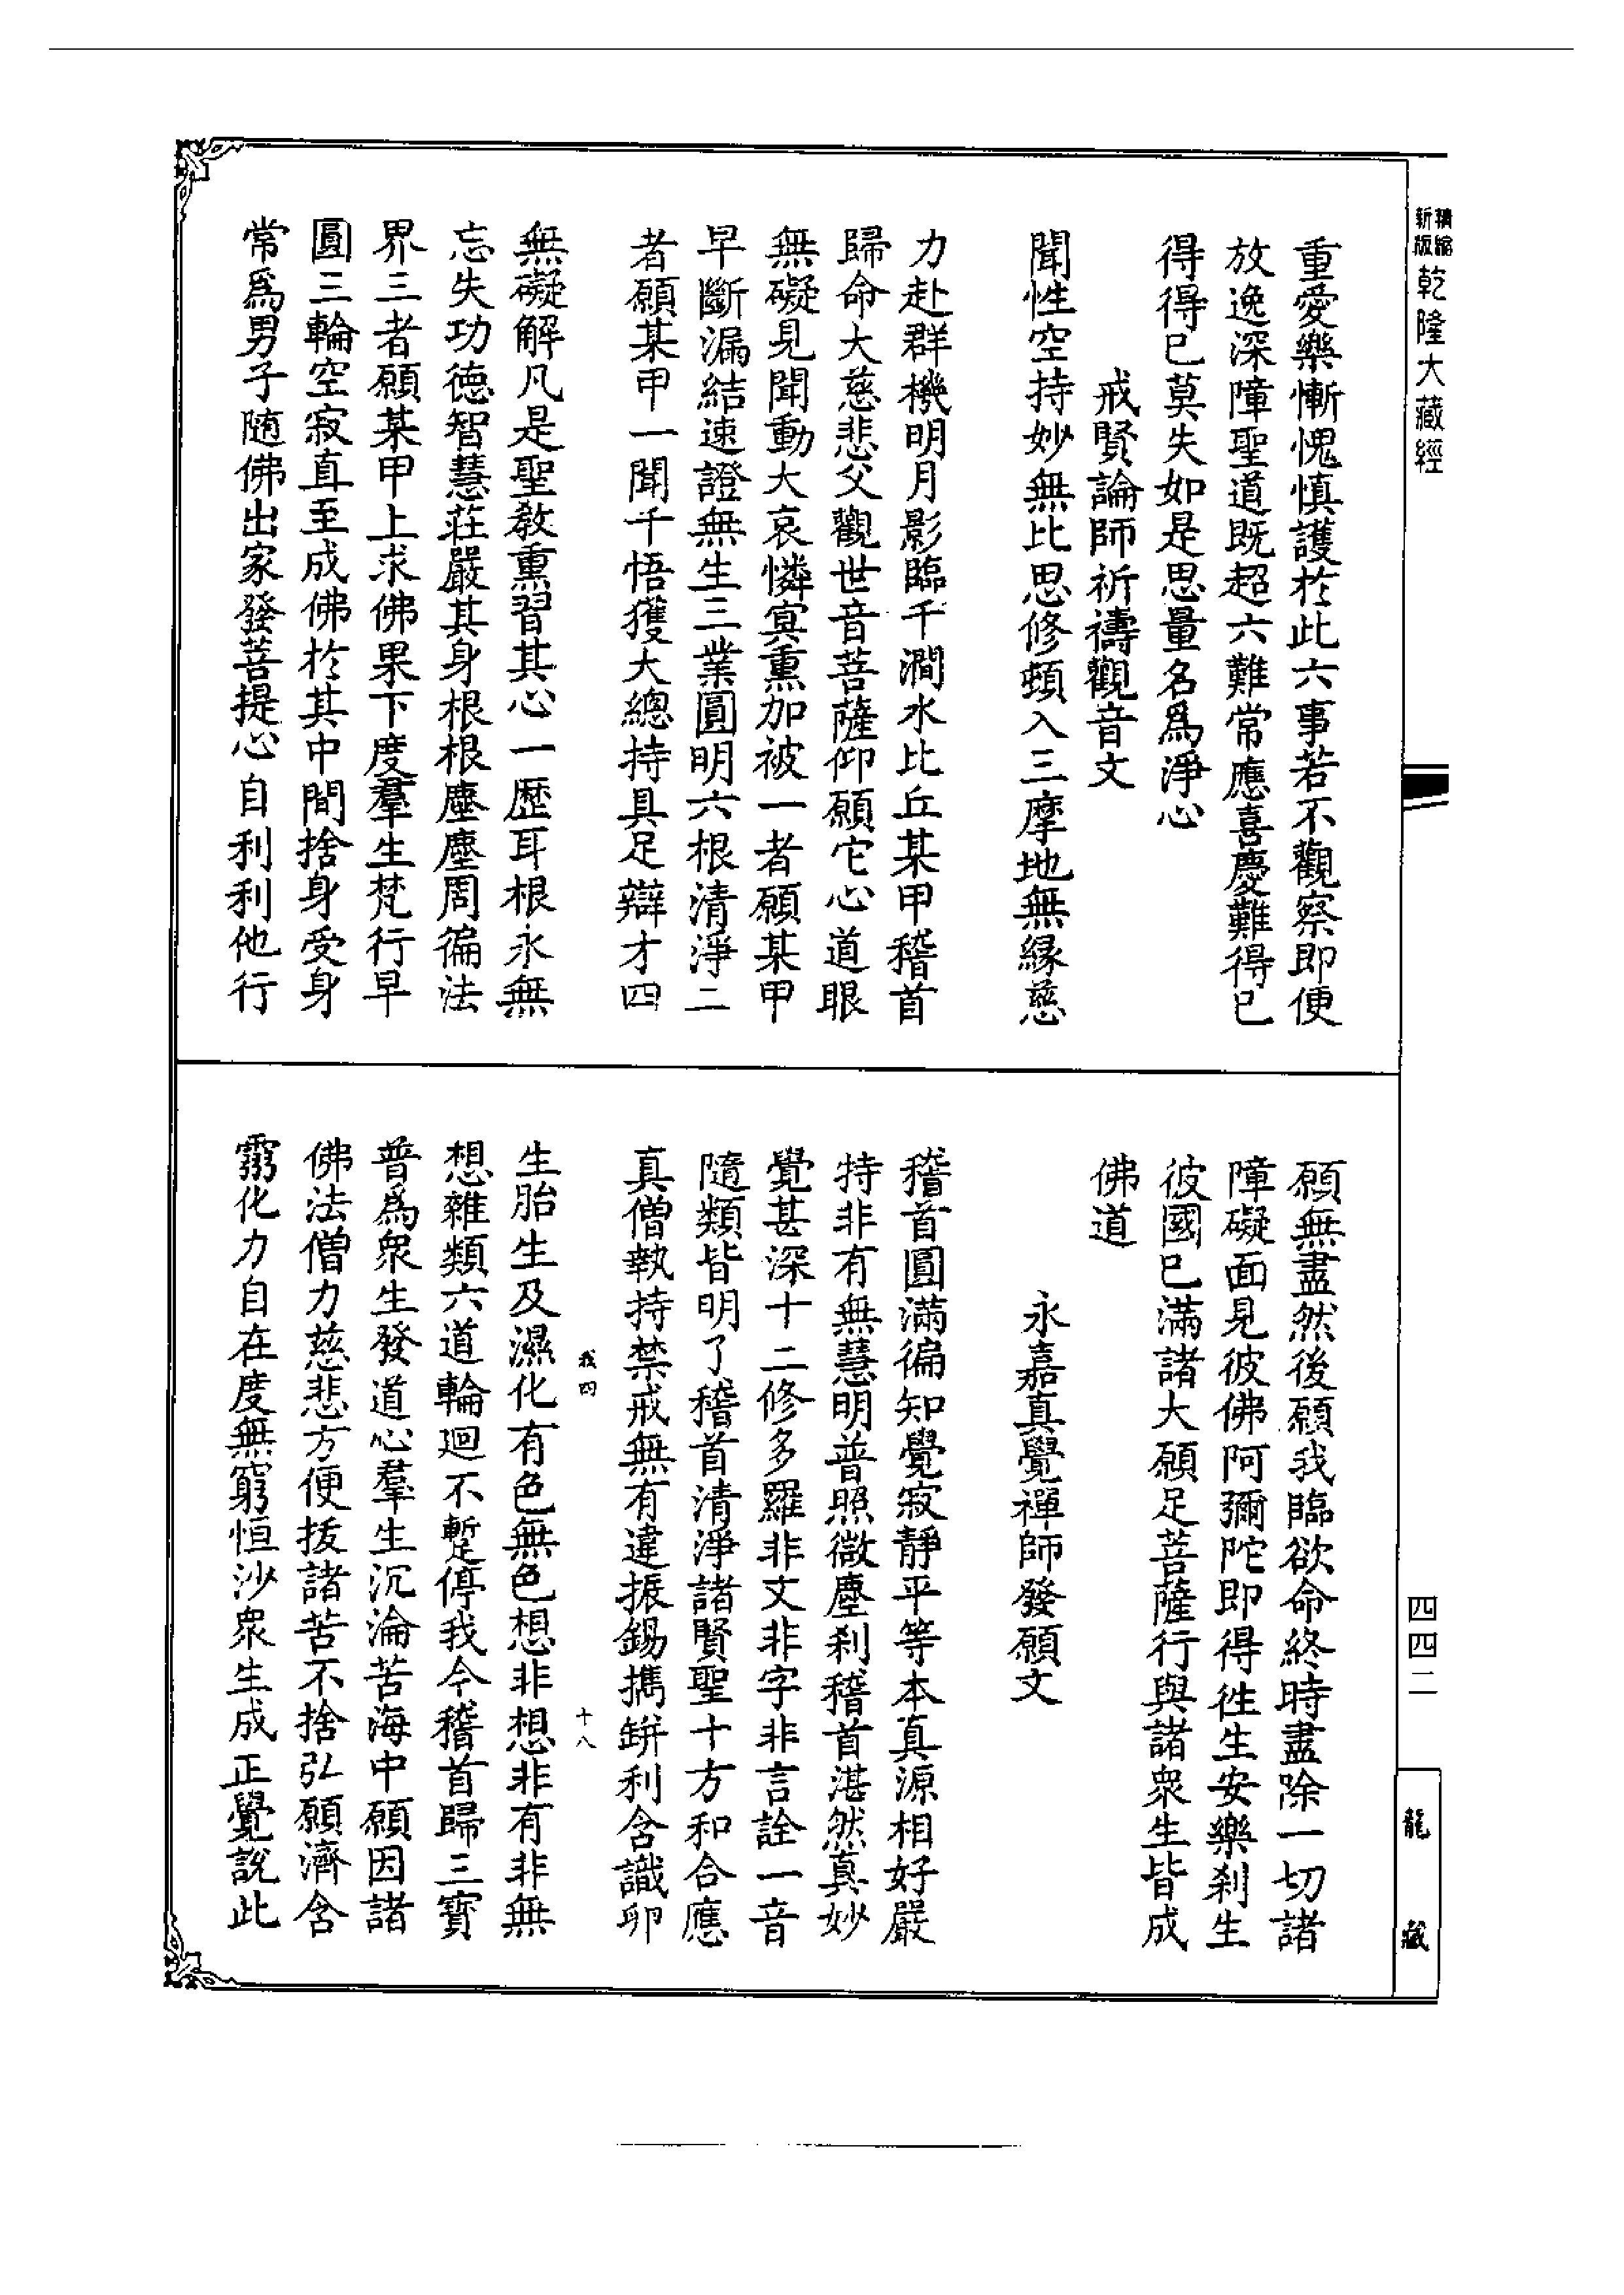 精縮新版乾隆大藏經
重愛樂慚愧慎護於此六事若不觀察即便
放逸深障聖道既超六難常應喜慶難得已
得得已莫失如是思量名爲淨心
戒賢論師祈禱觀音文
聞性空持妙無比思修頓入三摩地無緣慈
力赴群機明月影臨千澗水比丘某甲稽首
歸命大慈悲父觀世音菩薩仰願它心道眼
無礙見聞動大哀憐冥熏加被一者願某甲
早斷漏結速證無生三業圓明六根清淨二
者願某甲一聞千悟獲大總持具足辯才四
無礙解凡是聖教熏習其心一歷耳根永無
忘失功德智慧莊嚴其身根根塵塵周徧法
界三者願某甲上求佛果下度羣生梵行早
圓三輪空寂直至成佛於其中間捨身受身
常爲男子隨佛出家發菩提心自利利他行
願無盡然後願我臨欲命終時盡除一切諸
障礙面見彼佛阿彌陀即得徃生安樂刹生
彼國已滿諸大願足菩薩行與諸衆生皆成
佛道
永嘉真覺禪師發願文
稽首圓滿徧知覺寂靜平等本真源相好嚴
持非有無慧明普照微塵刹稽首湛然真妙
覺甚深十二修多羅非文非字非言詮一音
隨類皆明了稽首清淨諸賢聖十方和合應
真僧執持禁戒無有違振錫擕缾利含識卵
我四 十八
生胎生及濕化有色無色想非想非有非無
想雜類六道輪迴不暫停我今稽首歸三寶
普爲衆生發道心羣生沉淪苦海中願因諸
佛法僧力慈悲方便拔諸苦不捨弘願濟含
靈化力自在度無窮恒沙衆生成正覺說此
四四二
龍藏